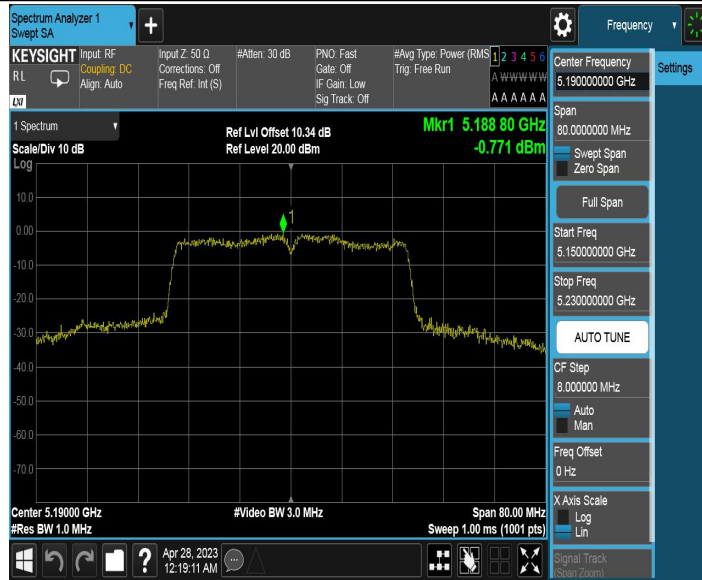 Spectrum Analyzer 1
Swept SA
Frequency
KEYSIGHT
RL
LXI
Input: RF
Coupling: DC
Align: Auto
Input Z: 50 Ω
Corrections: Off
Freq Ref: Int (S)
#Atten: 30 dB
PNO: Fast
Gate: Off
IF Gain: Low
Sig Track: Off
#Avg Type: Power (RMS
Trig: Free Run
1 2 3 4 5 6
A W W W W W
A A A A A A
1 Spectrum
Scale/Div 10 dB
Log
Ref Lvl Offset 10.34 dB
Ref Level 20.00 dBm
Mkr1 5.188 80 GHz
-0.771 dBm
10.0
0.00
-10.0
-20.0
-30.0
-40.0
-50.0
-60.0
-70.0
1
Center 5.19000 GHz
#Res BW 1.0 MHz
#Video BW 3.0 MHz
Span 80.00 MHz
Sweep 1.00 ms (1001 pts)
Apr 28, 2023
12:19:11 AM
Center Frequency
5.190000000 GHz
Settings
Span
80.0000000 MHz
Swept Span
Zero Span
Full Span
Start Freq
5.150000000 GHz
Stop Freq
5.230000000 GHz
AUTO TUNE
CF Step
8.000000 MHz
Auto
Man
Freq Offset
0 Hz
X Axis Scale
Log
Lin
Signal Track
(Span Zoom)